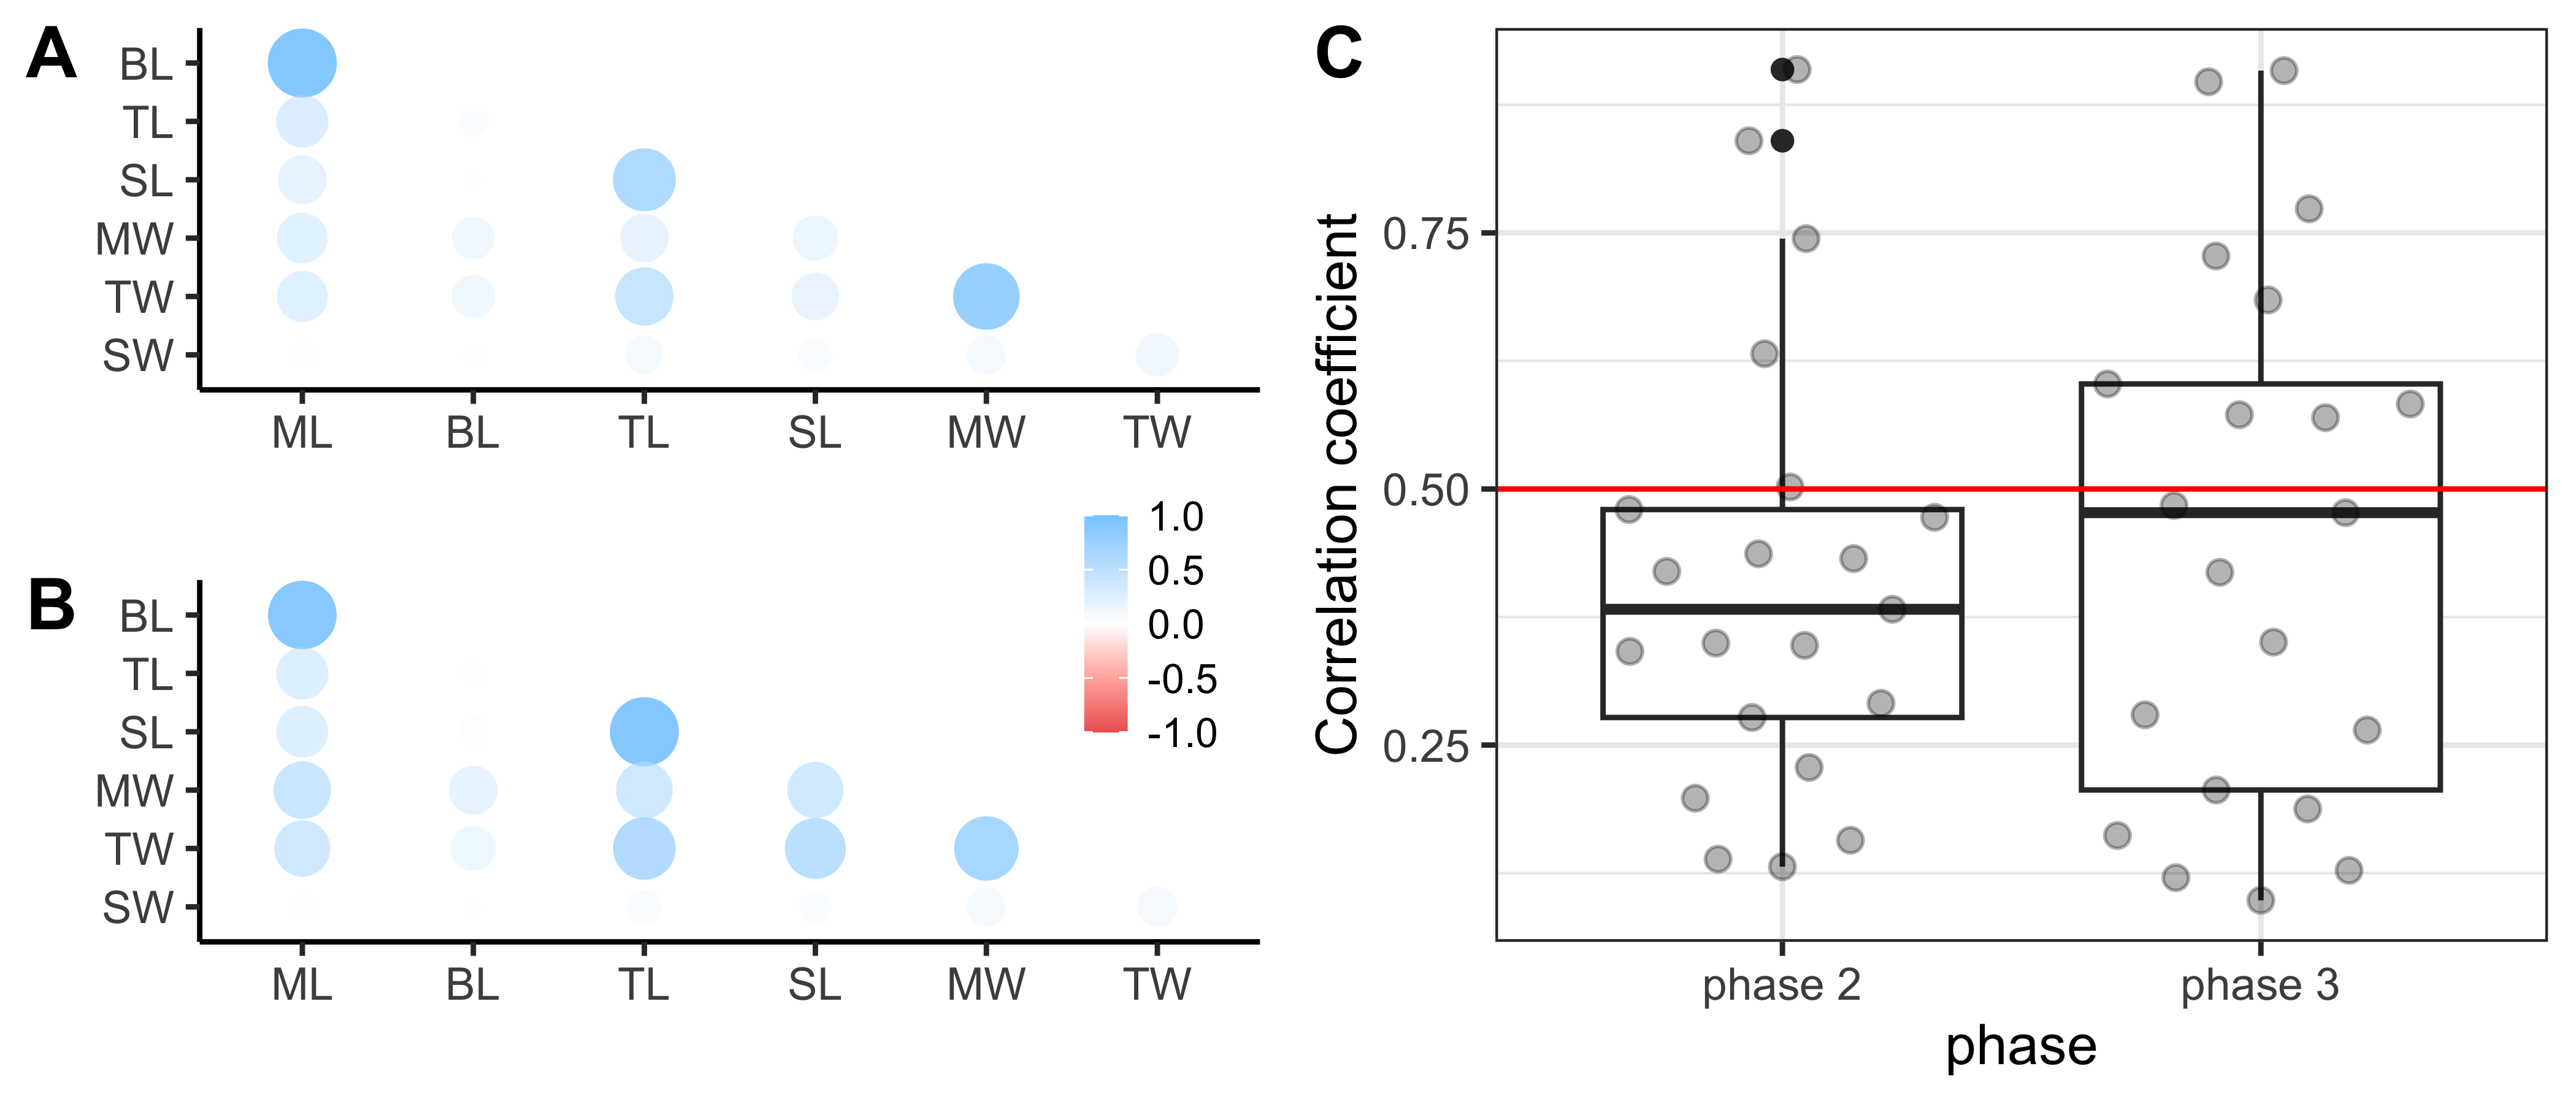 A
BL
TL
SL
MW
TW
SW
ML BL TL SL MW TW
1.0
0.5
0.0
-0.5
-1.0
B
BL
TL
SL
MW
TW
SW
ML BL TL SL MW TW
C
Correlation coefficient
0.75
0.50
0.25
phase 2 phase 3
phase